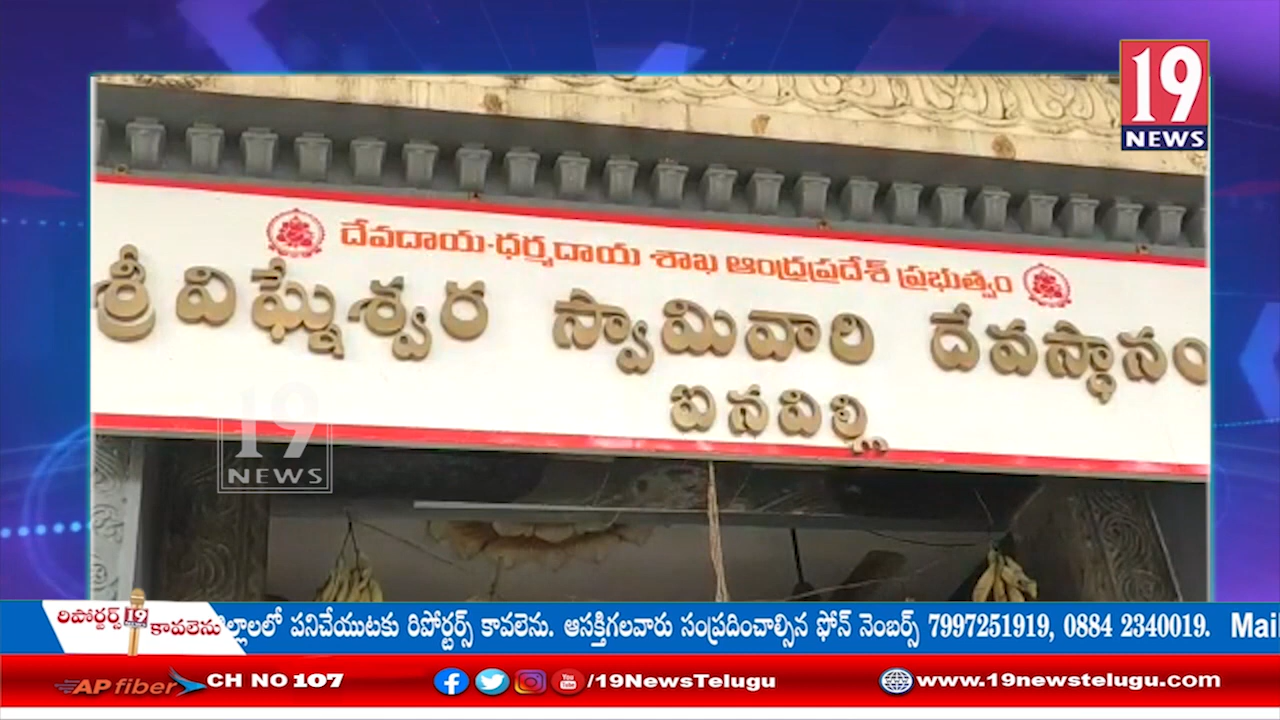 19
NEWS
దేవదాయ-ధర్మదాయ శాఖ ఆంధ్రప్రదేశ్ ప్రభుత్వం
శ్రీ విఘ్నేశ్వర స్వామివారి దేవస్థానం
ఐనవిల్లి
19
NEWS
రిపోర్టర్స్ 19
కావలెను
ల్లాలలో పనిచేయుటకు రిపోర్టర్స్ కావలెను. ఆసక్తిగలవారు సంప్రదించాల్సిన ఫోన్ నెంబర్స్ 7997251919, 0884 2340019. Mail
AP fiber CH NO 107
/19NewsTelugu
www.19newstelugu.com